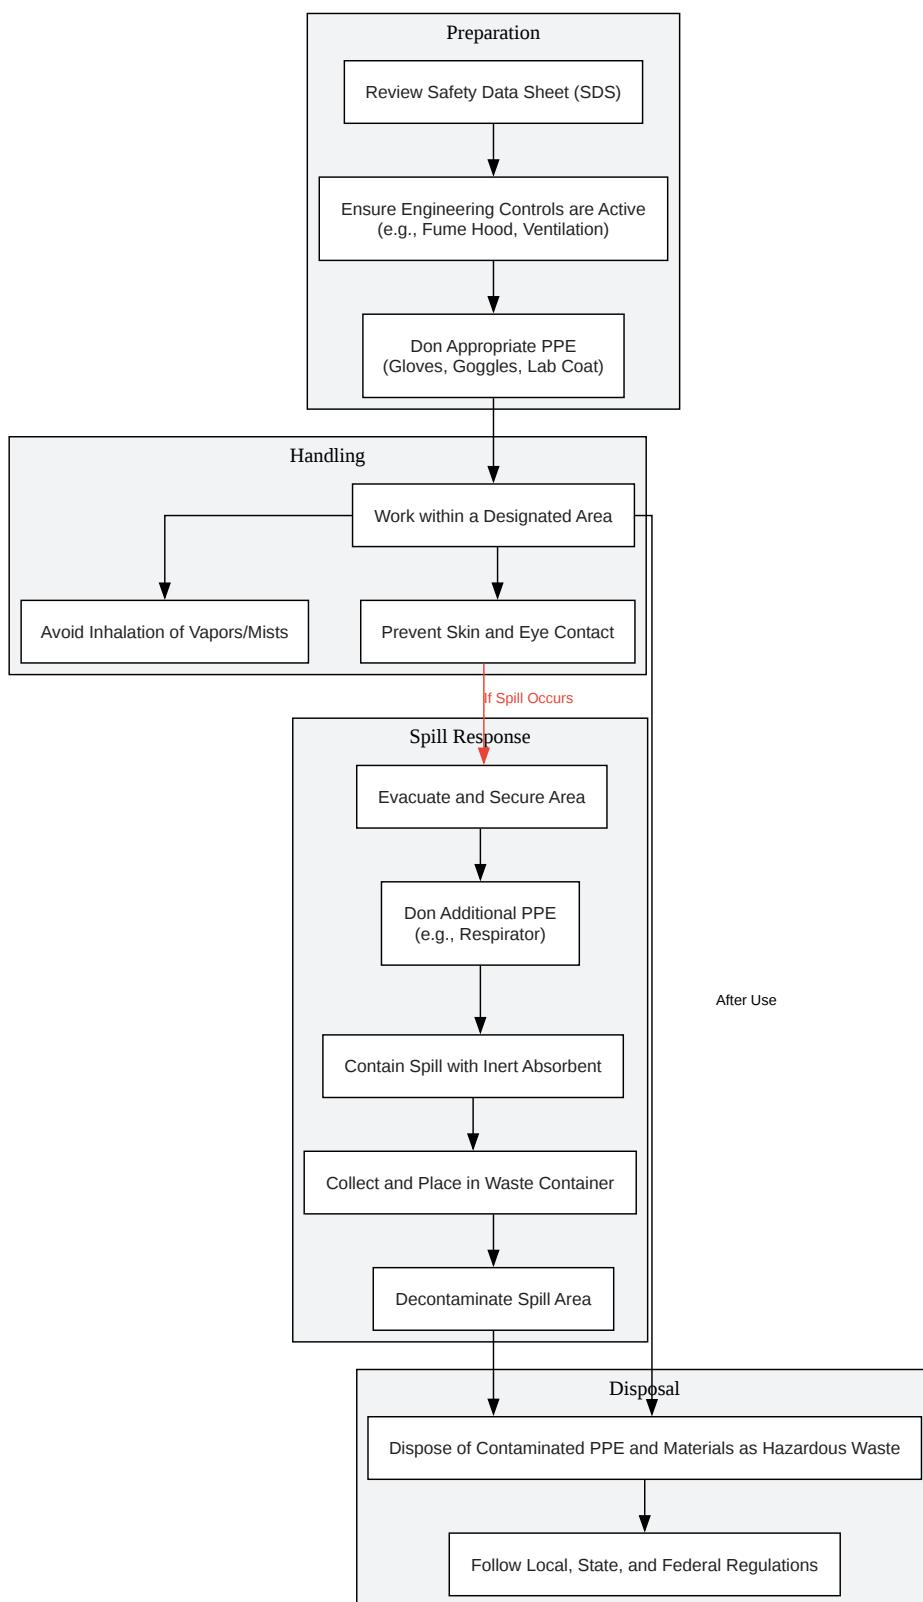 Preparation
Review Safety Data Sheet (SDS)
Ensure Engineering Controls are Active
(e.g., Fume Hood, Ventilation)
Don Appropriate PPE
(Gloves, Goggles, Lab Coat)
Handling
Work within a Designated Area
Avoid Inhalation of Vapors/Mists
Prevent Skin and Eye Contact
If Spill Occurs
Spill Response
Evacuate and Secure Area
Don Additional PPE
(e.g., Respirator)
After Use
Contain Spill with Inert Absorbent
Collect and Place in Waste Container
Decontaminate Spill Area
Disposal
Dispose of Contaminated PPE and Materials as Hazardous Waste
Follow Local, State, and Federal Regulations